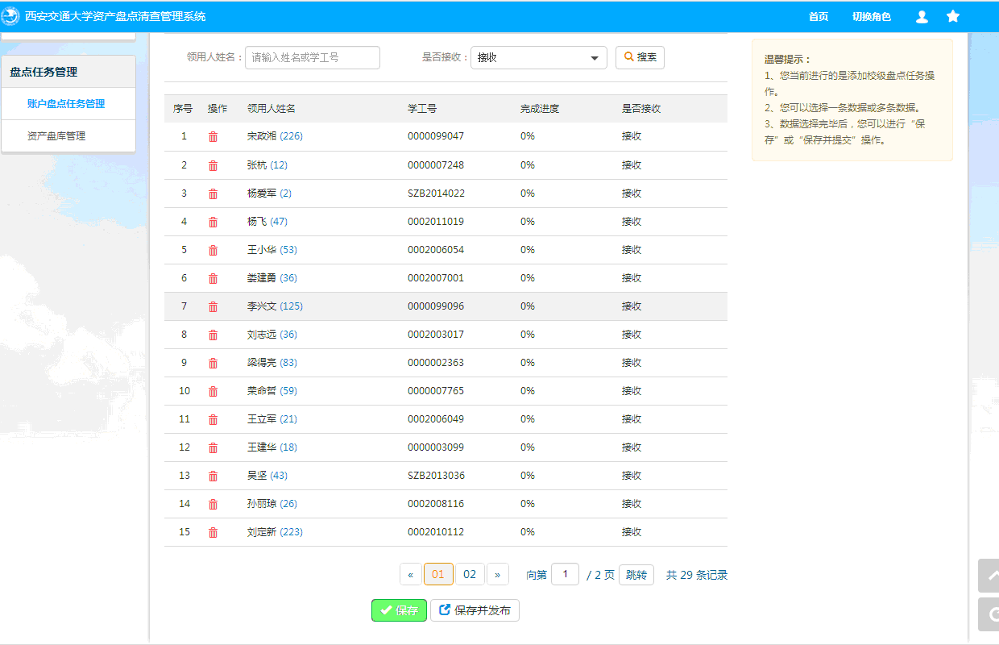 西安交通大学资产盘点清查管理系统 首页 切换角色
盘点任务管理
账户盘点任务管理
资产盘库管理
领用人姓名： 请输入姓名或学工号 是否接收： 接收 搜索
序号 操作 领用人姓名 学工号 完成进度 是否接收
1 宋政湘 (226) 0000099047 0% 接收
2 张杭 (12) 0000007248 0% 接收
3 杨爱军 (2) SZB2014022 0% 接收
4 杨飞 (47) 0002011019 0% 接收
5 王小华 (53) 0002006054 0% 接收
6 娄建勇 (36) 0002007001 0% 接收
7 李兴文 (125) 0000099096 0% 接收
8 刘志远 (36) 0002003017 0% 接收
9 梁得亮 (83) 0000002363 0% 接收
10 荣命哲 (59) 0000007765 0% 接收
11 王立军 (21) 0002006049 0% 接收
12 王建华 (18) 0000003099 0% 接收
13 吴坚 (43) SZB2013036 0% 接收
14 孙丽琼 (26) 0002008116 0% 接收
15 刘定新 (223) 0002010112 0% 接收
« 01 02 » 向第 1 / 2 页 跳转 共 29 条记录
保存 保存并发布
温馨提示：
1、您当前进行的是添加校级盘点任务操
作。
2、您可以选择一条数据或多条数据。
3、数据选择完毕后，您可以进行“保
存”或“保存并提交”操作。